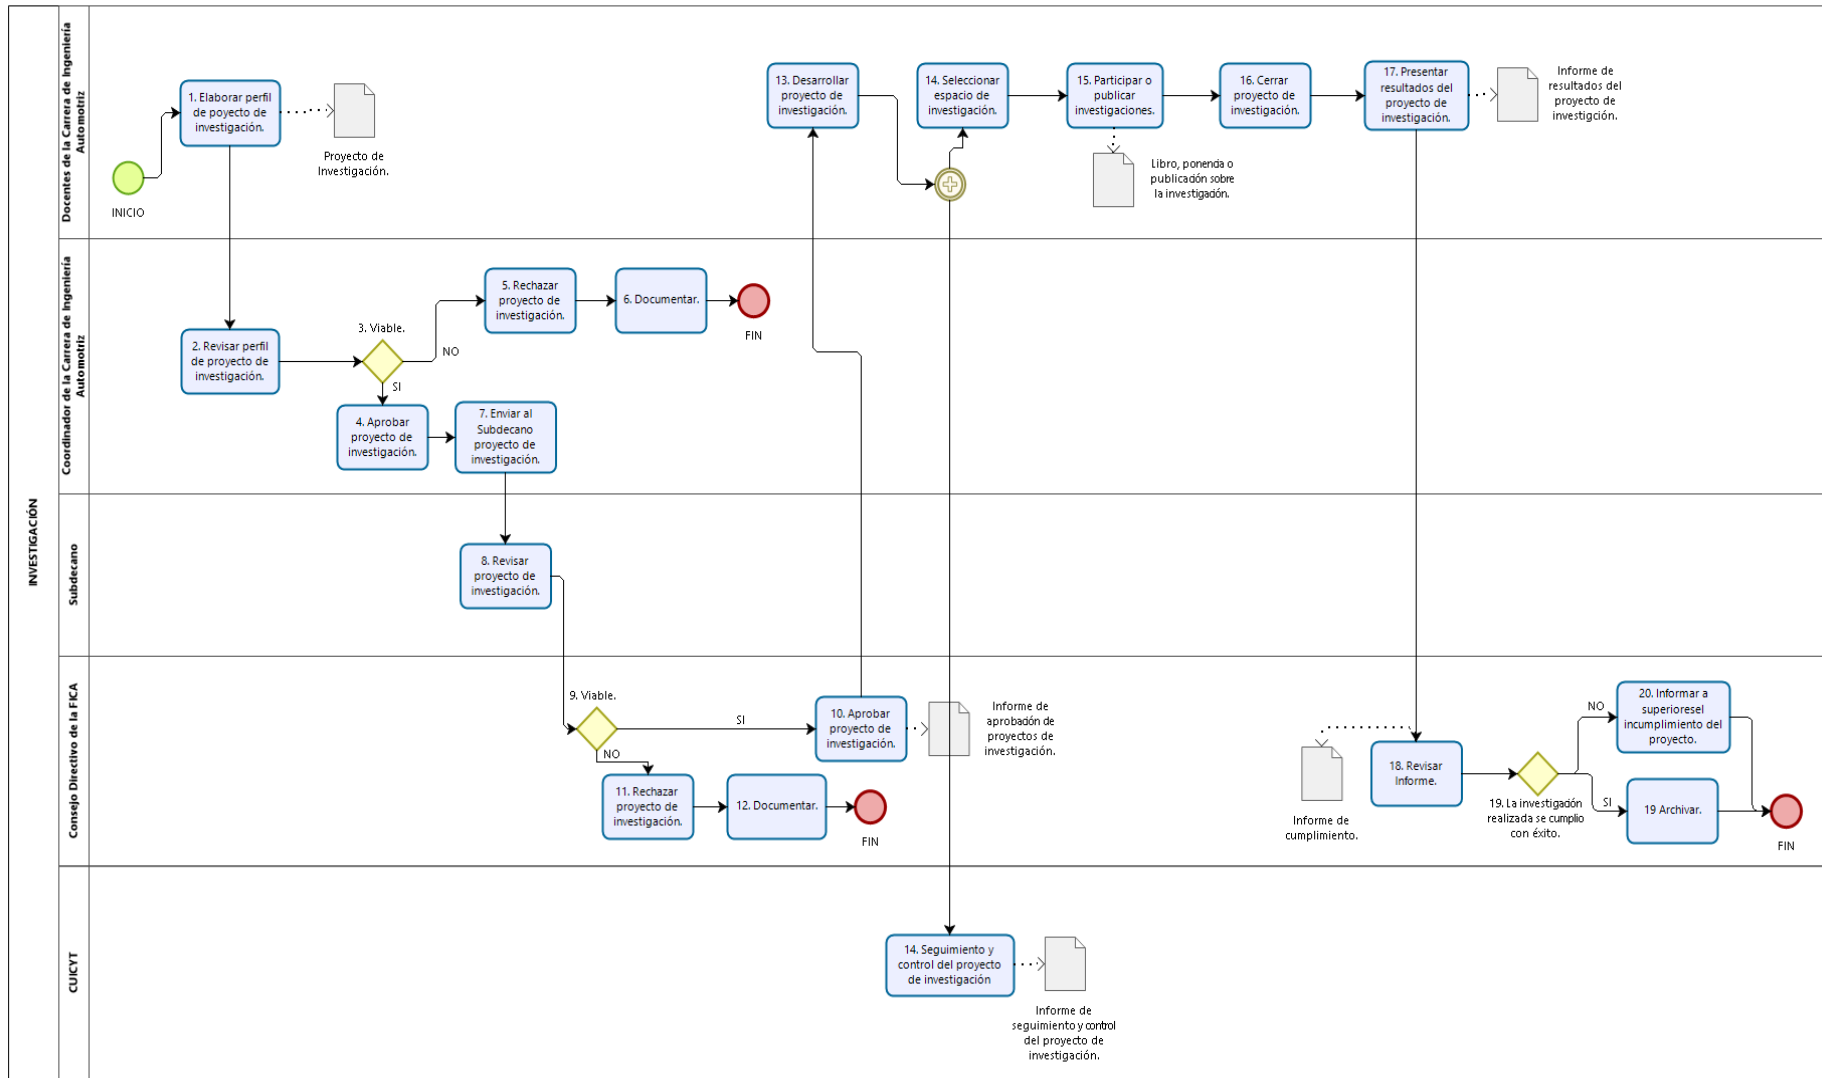 INVESTIGACIÓN
Docentes de la Carrera de Ingeniería
Automotriz
INICIO
1. Elaborar perfil
de poyecto de
investigación.
Proyecto de
Investigación.
13. Desarrollar
proyecto de
investigación.
14. Seleccionar
espacio de
investigación.
15. Participar o
publicar
investigaciones.
Libro, ponencia o
publicación sobre
la investigación.
16. Cerrar
proyecto de
investigación.
17. Presentar
resultados del
proyecto de
investigación.
Informe de
resultados del
proyecto de
investigción.
Coordinador de la Carrera de Ingeniería
Automotriz
2. Revisar perfil
de proyecto de
investigación.
3. Viable.
NO
SI
5. Rechazar
proyecto de
investigación.
6. Documentar.
FIN
4. Aprobar
proyecto de
investigación.
7. Enviar al
Subdecano
proyecto de
investigación.
Subdecano
8. Revisar
proyecto de
investigación.
Consejo Directivo de la FICA
9. Viable.
SI
NO
10. Aprobar
proyecto de
investigación.
Informe de
aprobación de
proyectos de
investigación.
11. Rechazar
proyecto de
investigación.
12. Documentar.
FIN
Informe de
cumplimiento.
18. Revisar
Informe.
19. La investigación
realizada se cumplio
con éxito.
NO
SI
20. Informar a
superioresel
incumplimiento del
proyecto.
19 Archivar.
FIN
CUICYT
14. Seguimiento y
control del proyecto
de investigación
Informe de
seguimiento y control
del proyecto de
investigación.